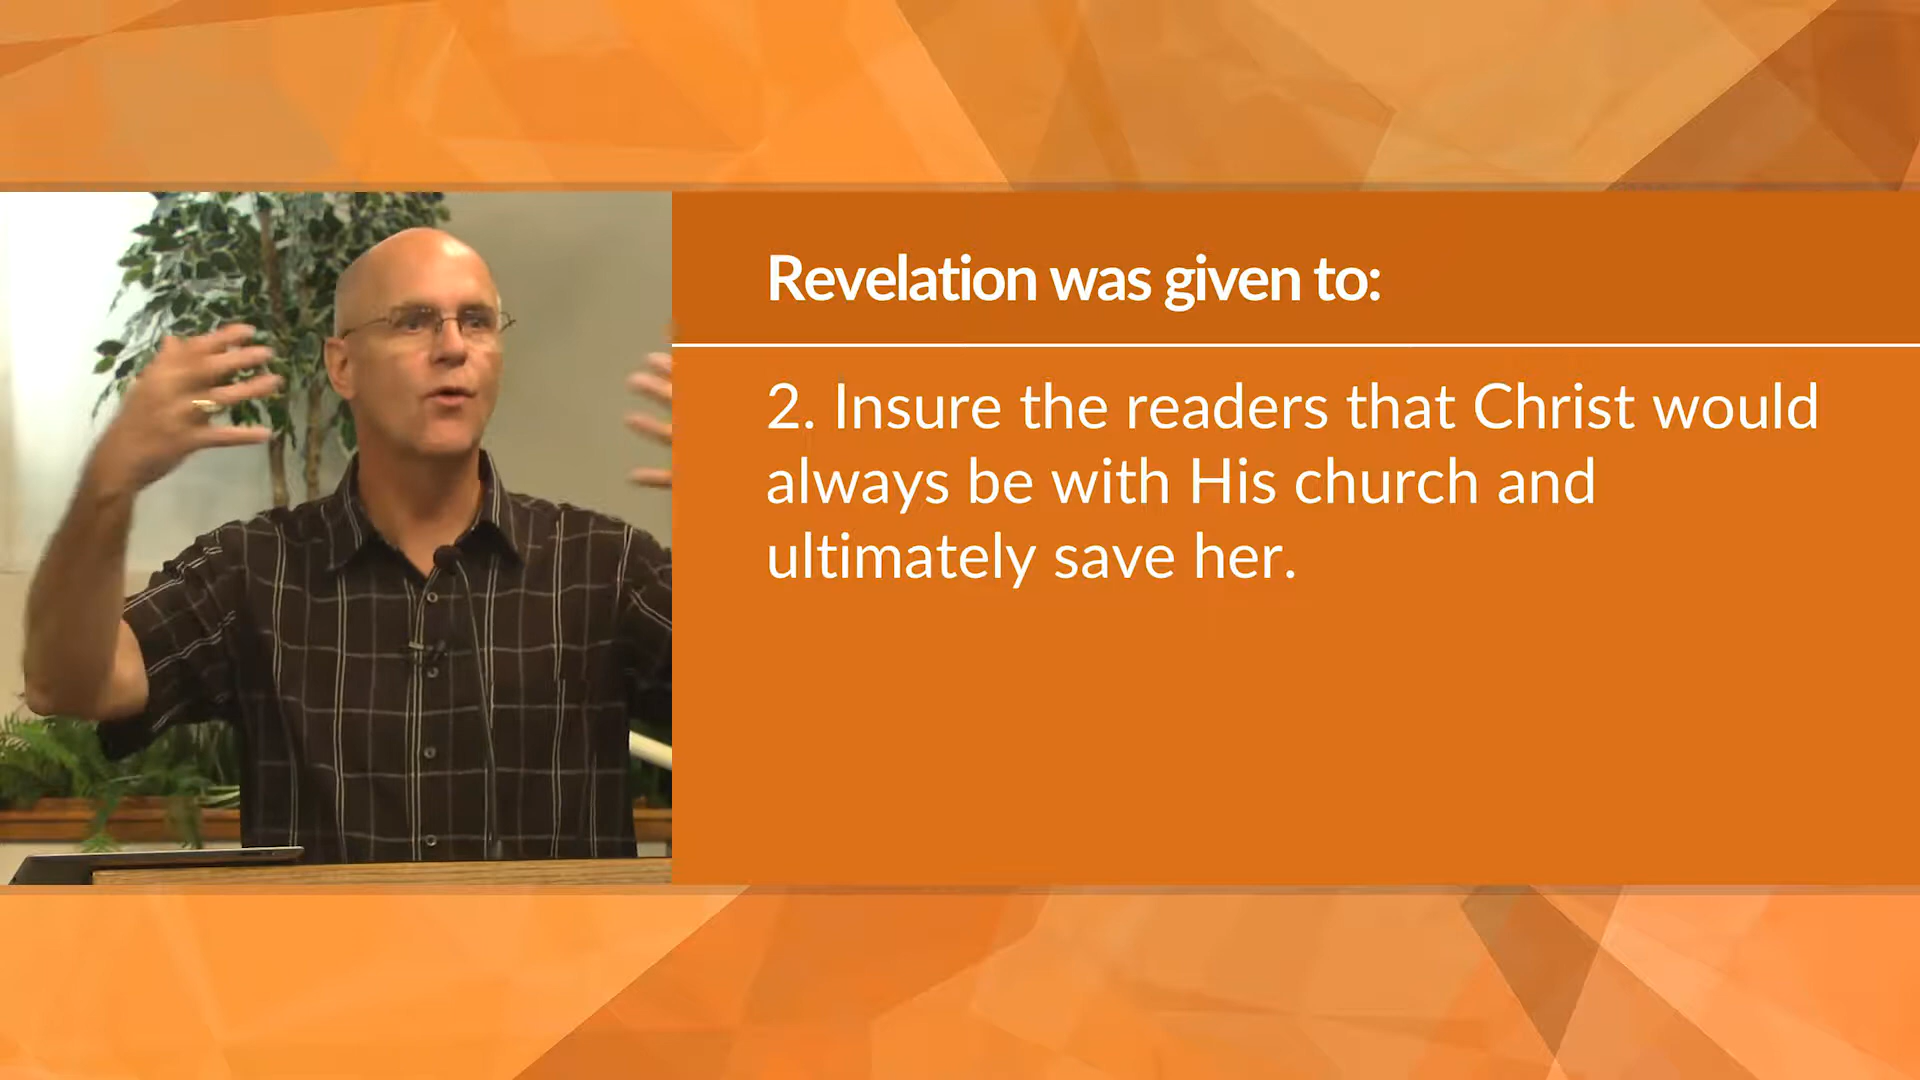 Revelation was given to:
2. Insure the readers that Christ would
always be with His church and
ultimately save her.